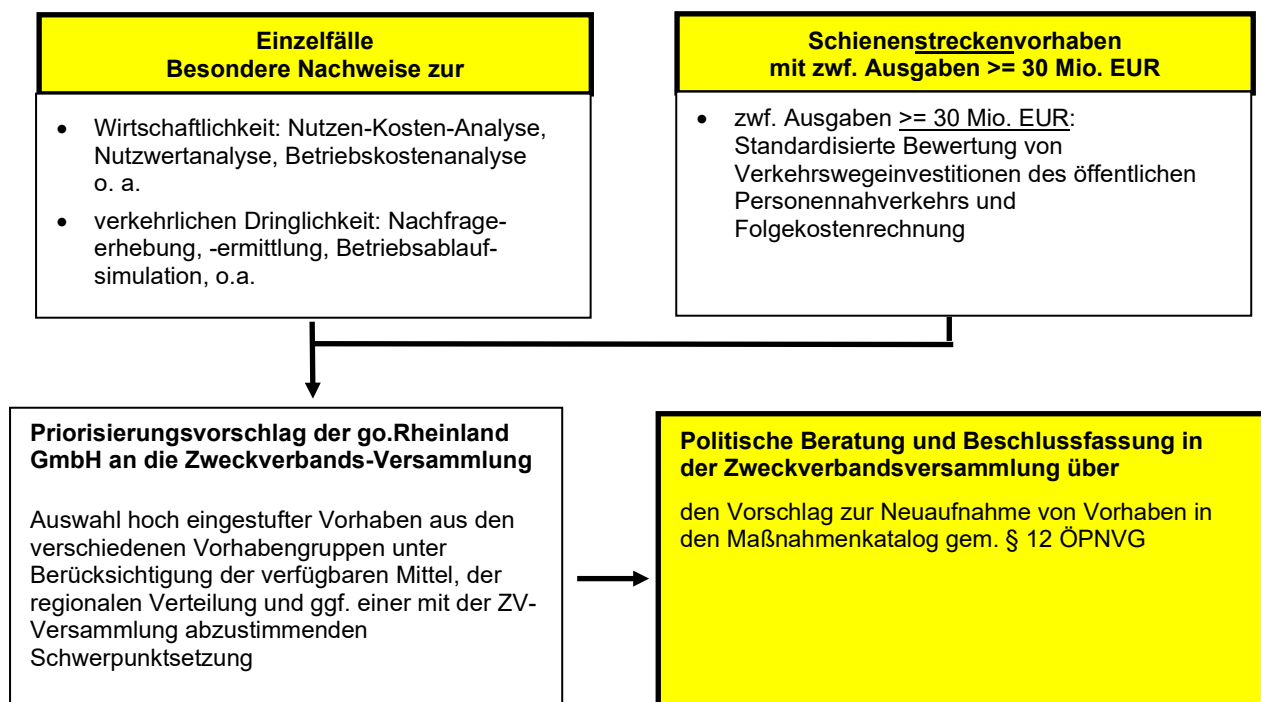 Einzelfälle
Besondere Nachweise zur
• Wirtschaftlichkeit: Nutzen-Kosten-Analyse,
Nutzwertanalyse, Betriebskostenanalyse
o. a.
• verkehrlichen Dringlichkeit: Nachfrage-
erhebung, -ermittlung, Betriebsablauf-
simulation, o.a.
Schienenstreckenvorhaben
mit zwf. Ausgaben >= 30 Mio. EUR
• zwf. Ausgaben >= 30 Mio. EUR:
Standardisierte Bewertung von
Verkehrswegeinvestitionen des öffentlichen
Personennahverkehrs und
Folgekostenrechnung
Priorisierungsvorschlag der go.Rheinland
GmbH an die Zweckverbands-Versammlung
Auswahl hoch eingestufter Vorhaben aus den
verschiedenen Vorhabengruppen unter
Berücksichtigung der verfügbaren Mittel, der
regionalen Verteilung und ggf. einer mit der ZV-
Versammlung abzustimmenden
Schwerpunktsetzung
Politische Beratung und Beschlussfassung in
der Zweckverbandsversammlung über
den Vorschlag zur Neuaufnahme von Vorhaben in
den Maßnahmenkatalog gem. § 12 ÖPNVG